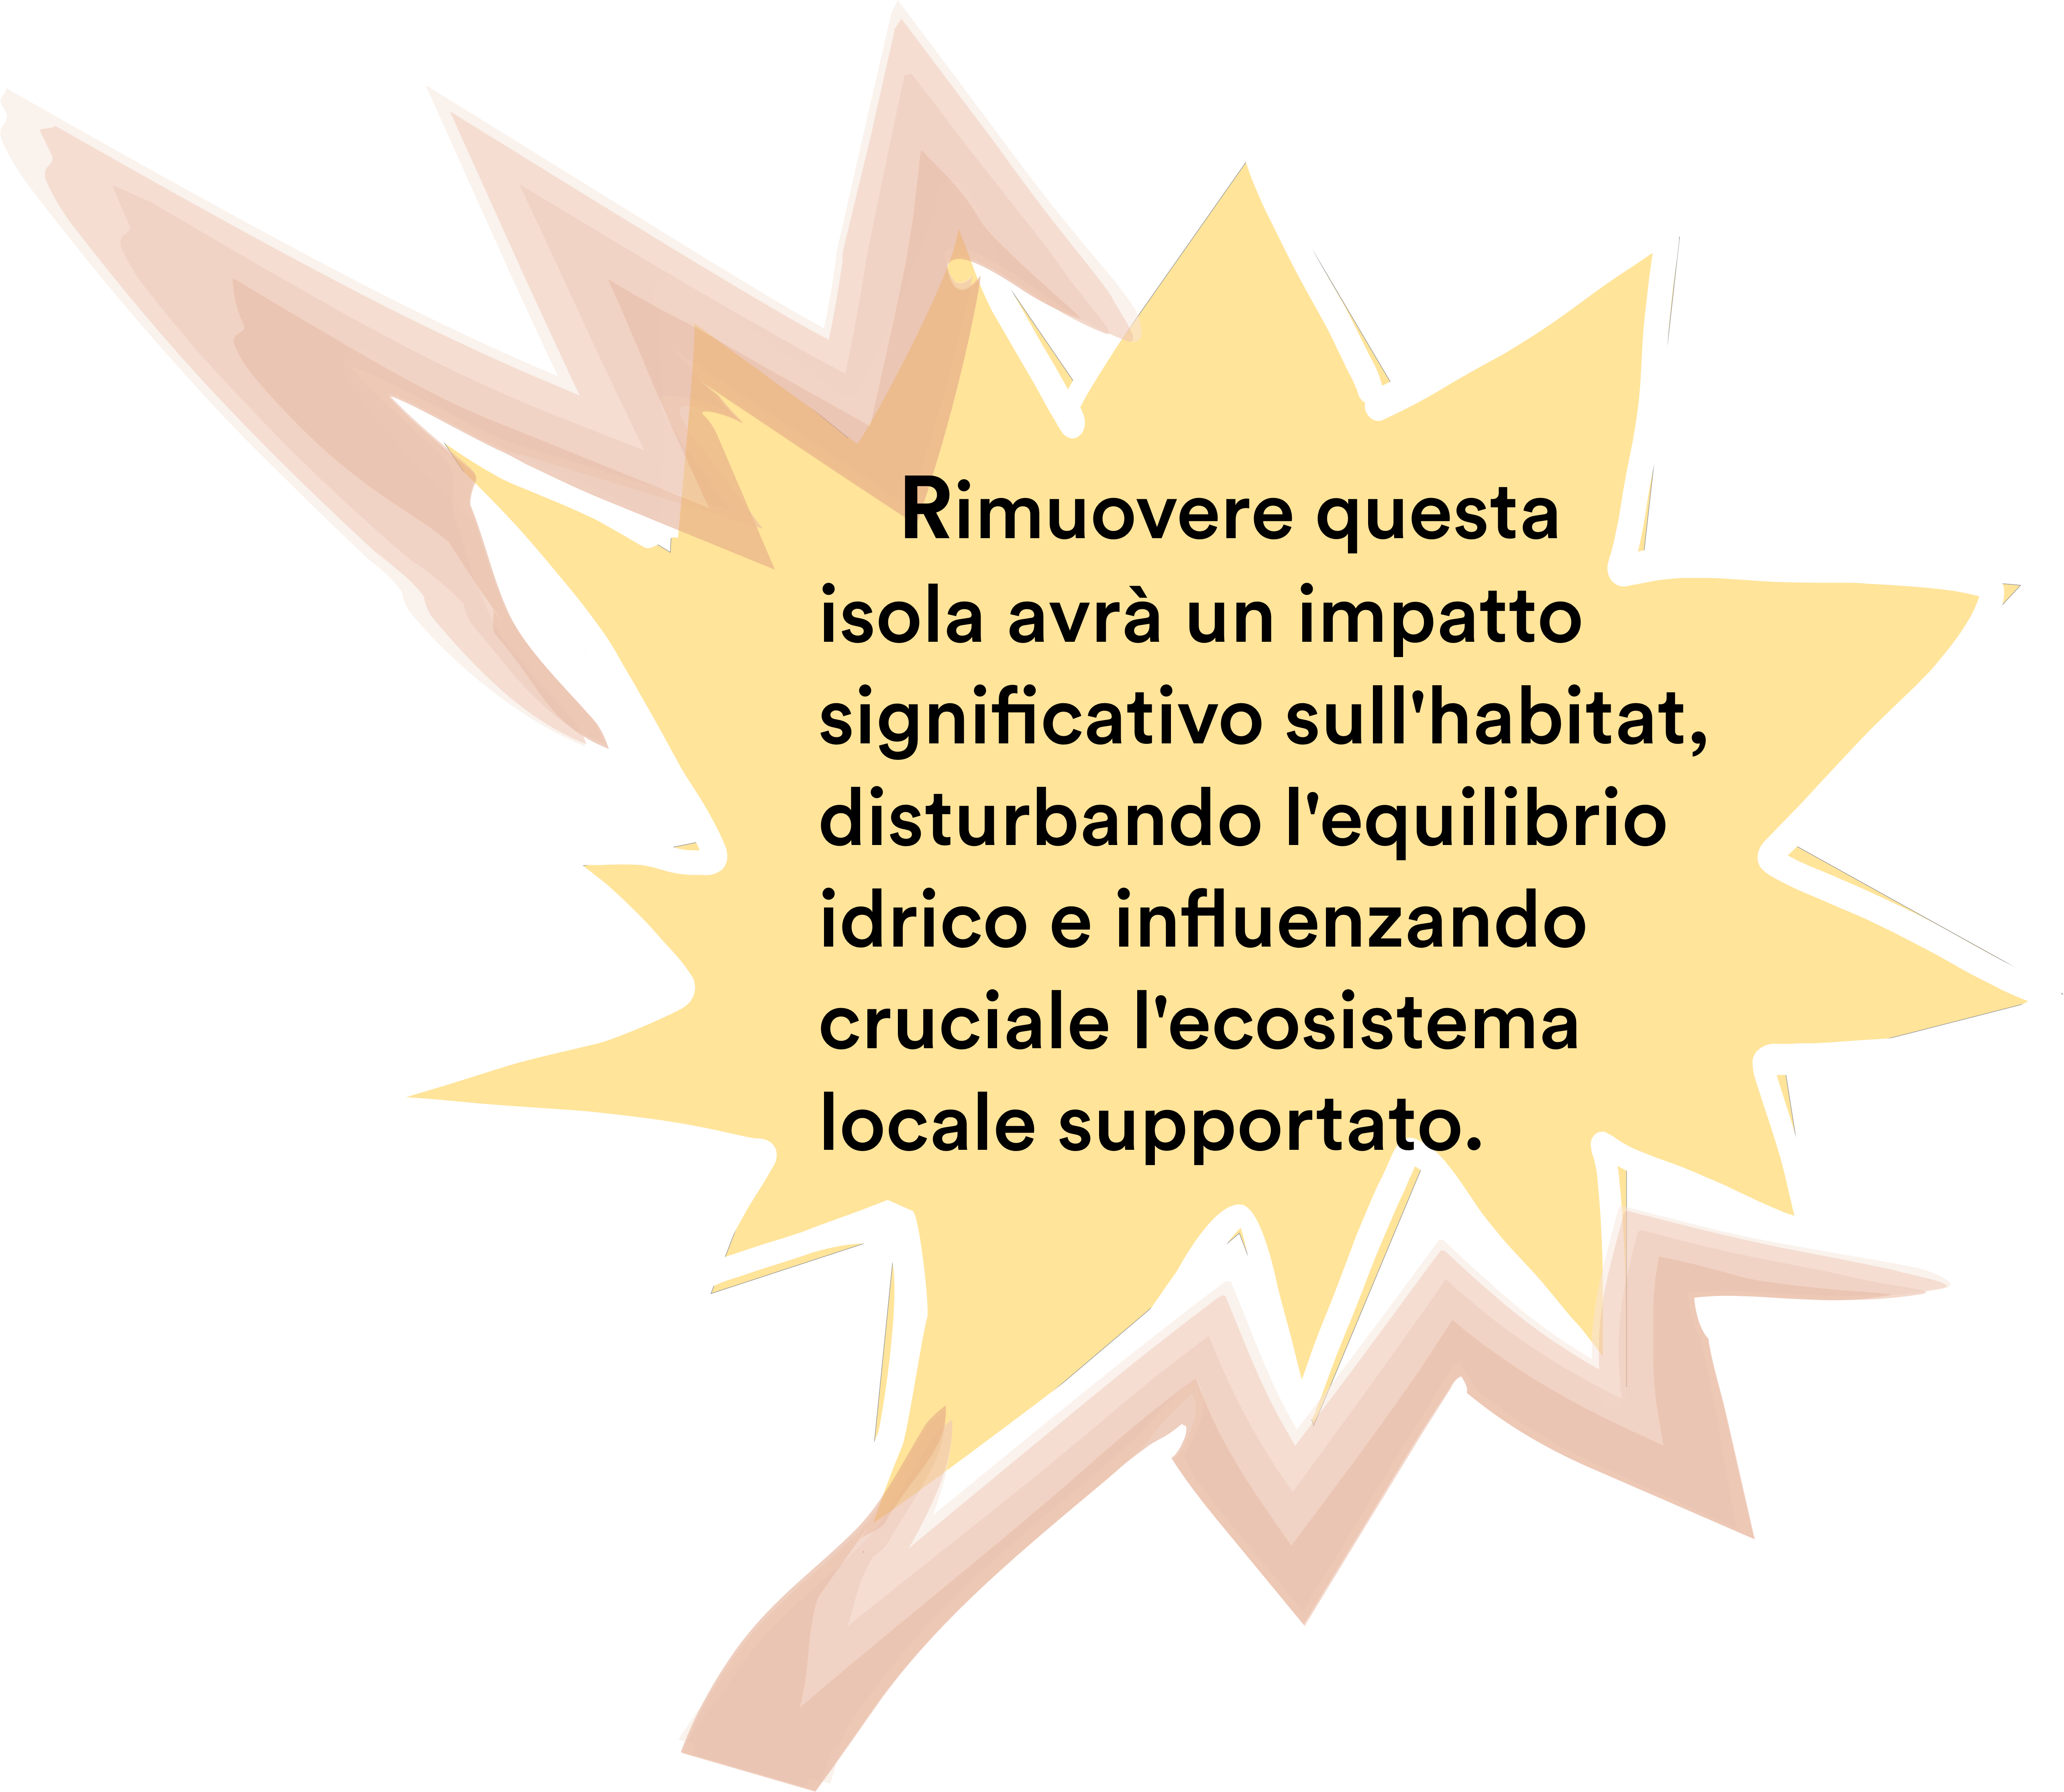 Rimuovere questa
isola avrà un impatto
significativo sull'habitat,
disturbando l'equilibrio
idrico e influenzando
cruciale l'ecosistema
locale supportato.